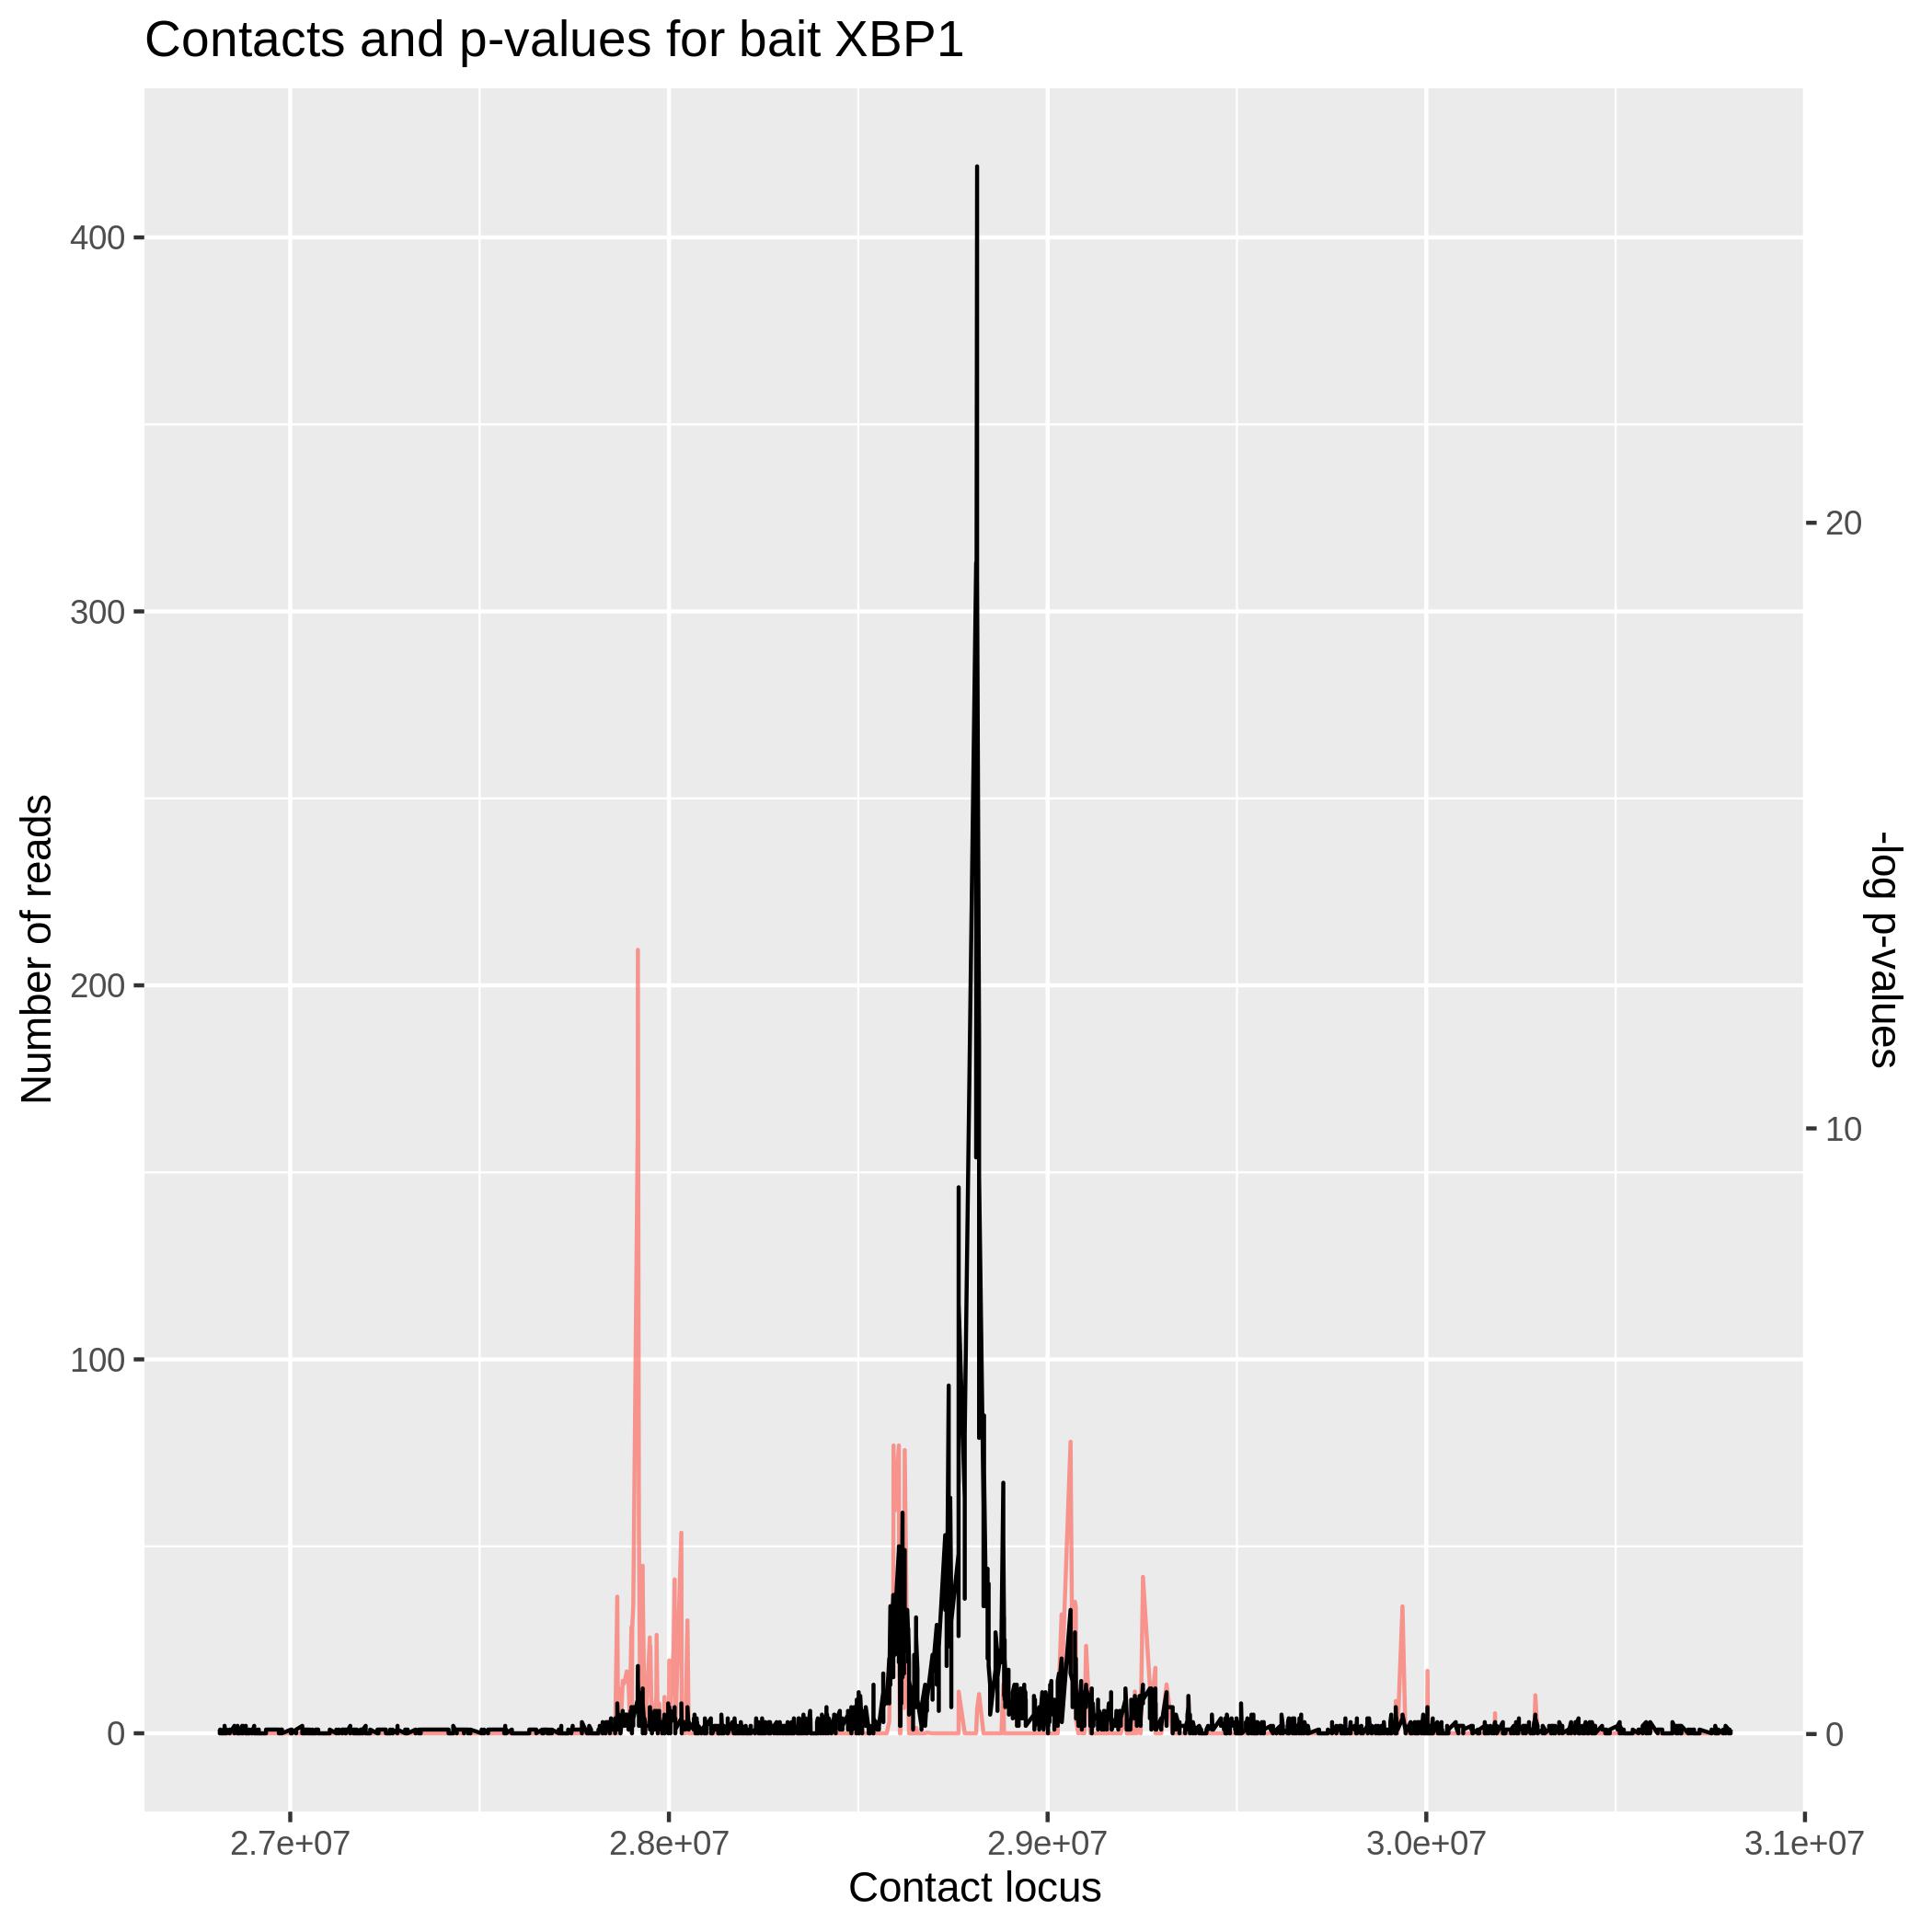 Contacts and p-values for bait XBP1
400
300
200
100
0
Number of reads
20
10
0
-log p-values
2.7e+07
2.8e+07
2.9e+07
3.0e+07
3.1e+07
Contact locus